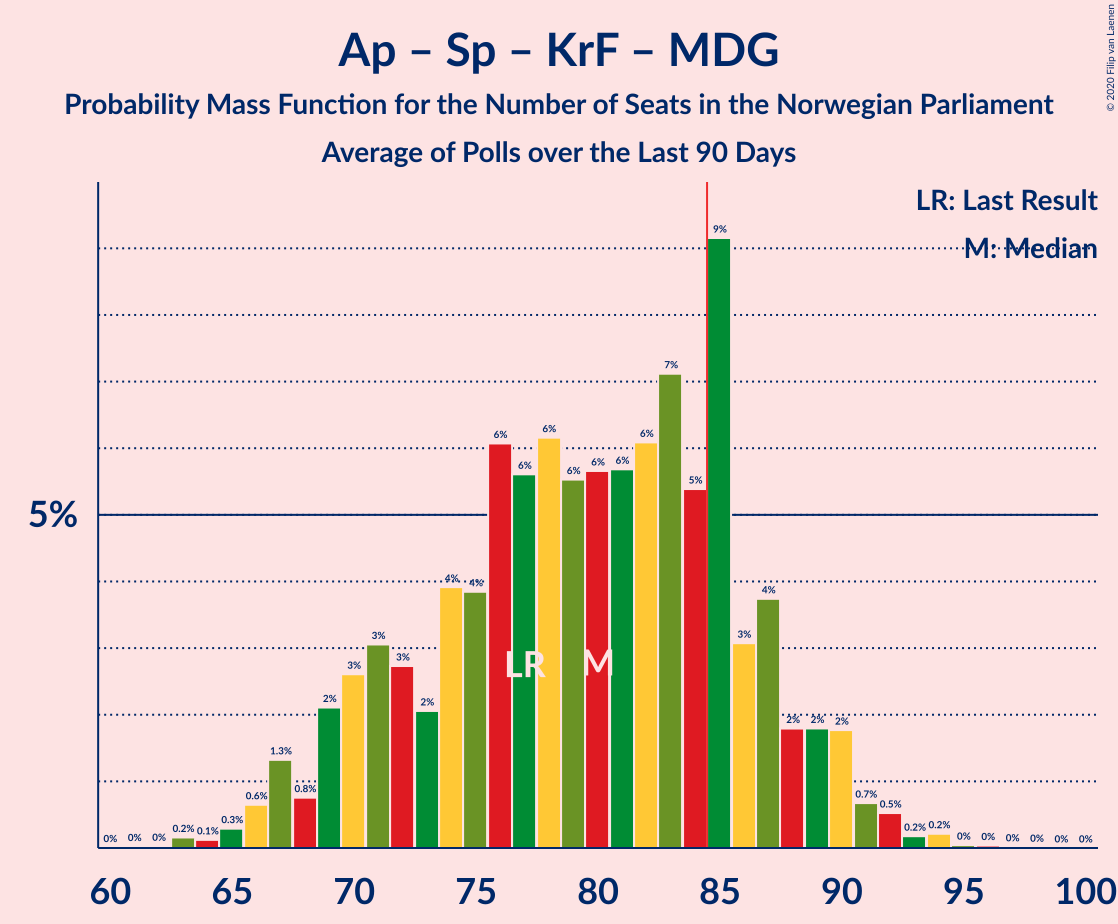 Ap – Sp – KrF – MDG
Probability Mass Function for the Number of Seats in the Norwegian Parliament
Average of Polls over the Last 90 Days
© 2020 Filip van Laenen
LR: Last Result
M: Median
5%
0% 0% 0% 0.2% 0.1% 0.3% 0.6% 1.3% 0.8% 2% 3% 3% 3% 2% 4% 4% 6% 6% 6% 6% 6% 6% 6% 7% 5% 9% 3% 4% 2% 2% 2% 0.7% 0.5% 0.2% 0.2% 0% 0% 0% 0% 0% 0%
LR M
60 65 70 75 80 85 90 95 100